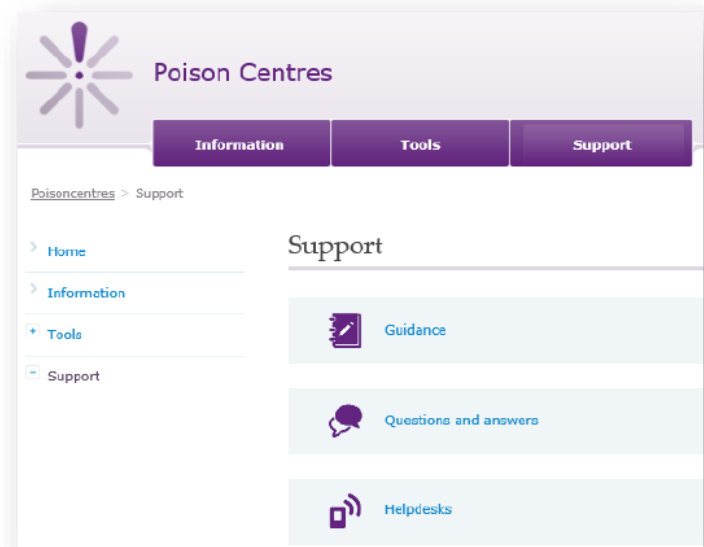 Poison Centres
Information Tools Support
Poisoncentres > Support
Home
Information
Tools
Support
Support
Guidance
Questions and answers
Helpdesks